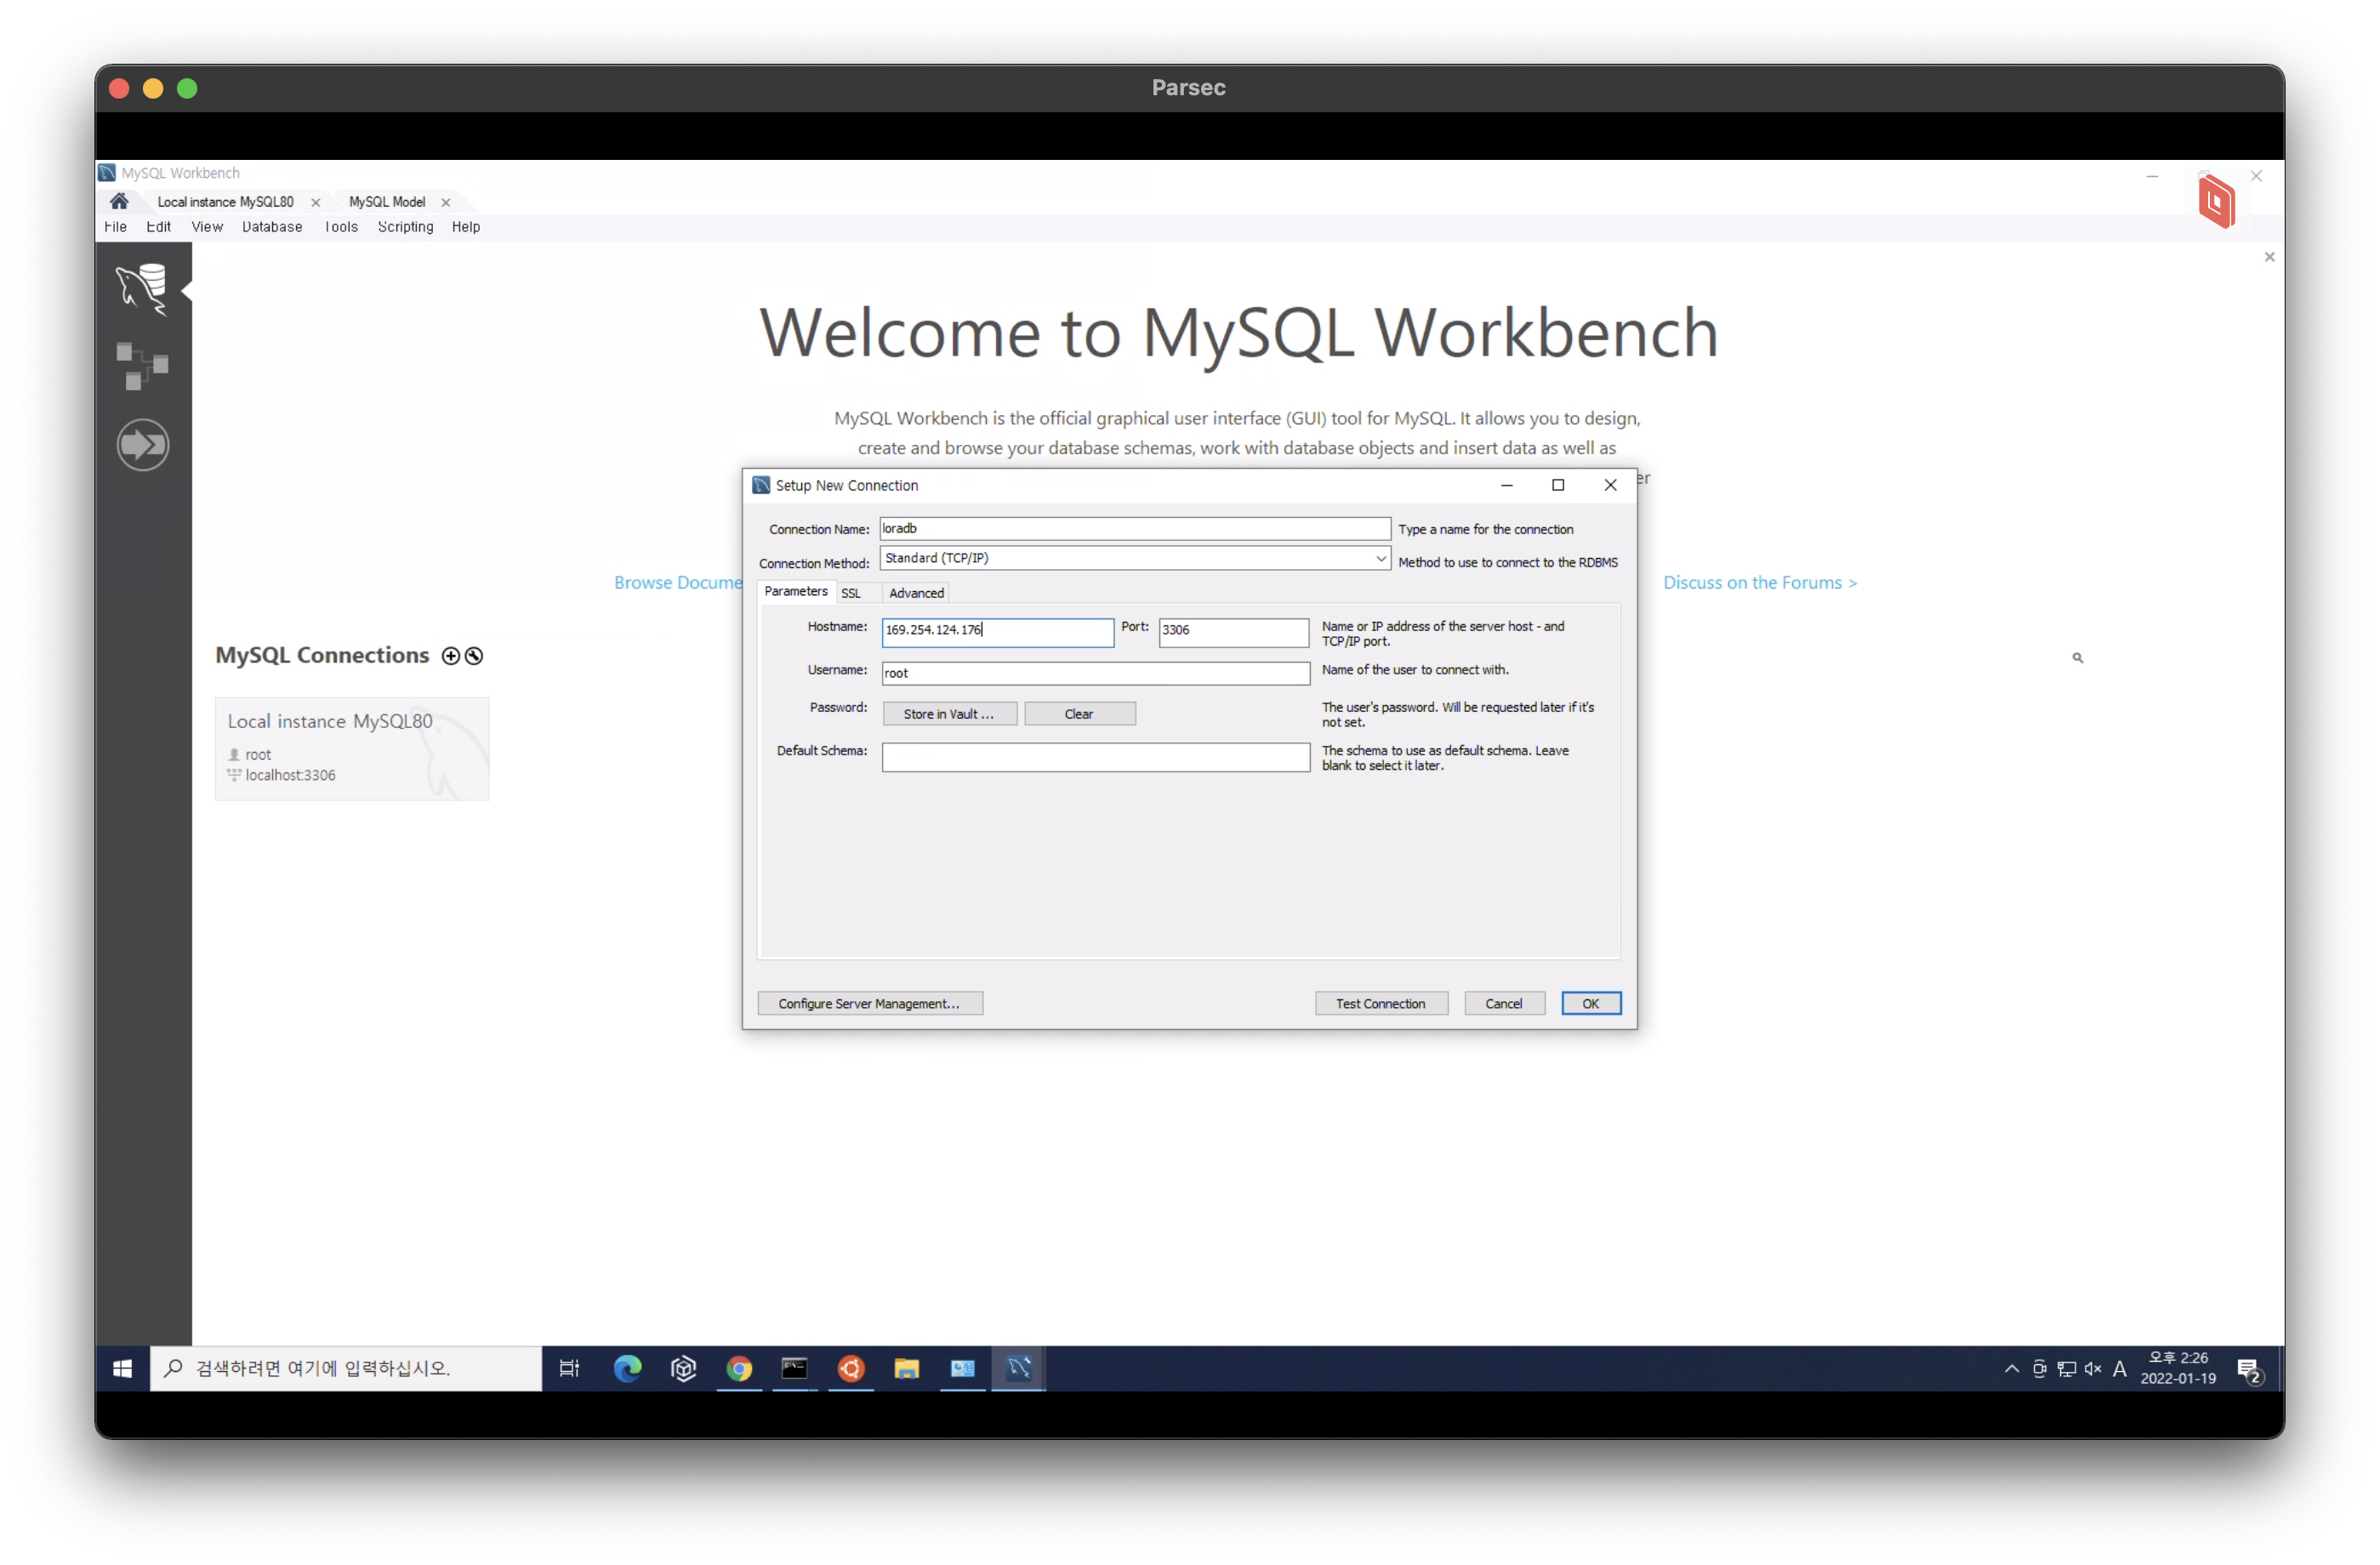 Parsec
MySQL Workbench
Local instance MySQL80
MySQL Model
File Edit View Database Tools Scripting Help
Welcome to MySQL Workbench
MySQL Workbench is the official graphical user interface (GUI) tool for MySQL. It allows you to design,
create and browse your database schemas, work with database objects and insert data as well as
er
Browse Docume
Discuss on the Forums >
MySQL Connections
Local instance MySQL80
root
localhost:3306
Setup New Connection
Connection Name: loradb Type a name for the connection
Connection Method: Standard (TCP/IP) Method to use to connect to the RDBMS
Parameters SSL Advanced
Hostname: 169.254.124.176 Port: 3306 Name or IP address of the server host - and
TCP/IP port.
Username: root Name of the user to connect with.
Password: Store in Vault ... Clear The user's password. Will be requested later if it's
not set.
Default Schema: The schema to use as default schema. Leave
blank to select it later.
Configure Server Management... Test Connection Cancel OK
검색하려면 여기에 입력하십시오.
A
오후 2:26
2022-01-19
2